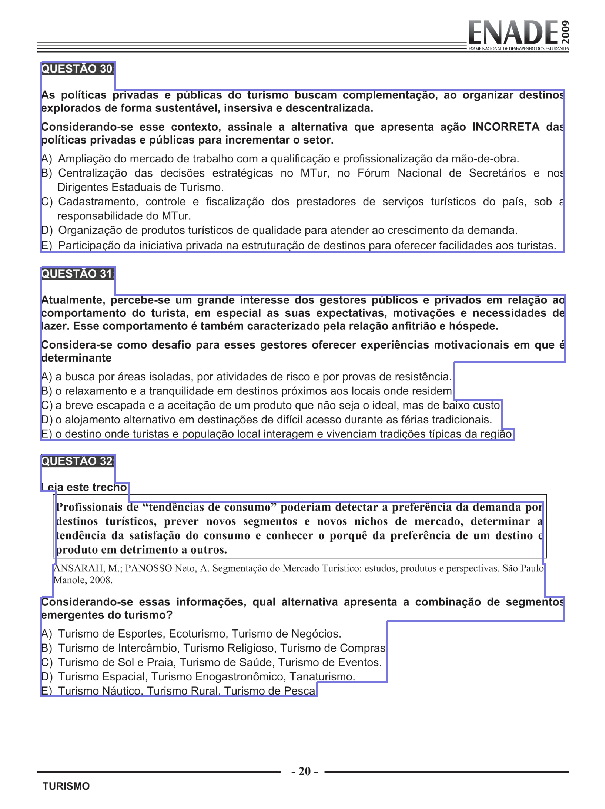 ENADE 2009
EXAME NACIONAL DE DESEMPENHO DOS ESTUDANTES
QUESTÃO 30
As políticas privadas e públicas do turismo buscam complementação, ao organizar destinos
explorados de forma sustentável, insersiva e descentralizada.
Considerando-se esse contexto, assinale a alternativa que apresenta ação INCORRETA das
políticas privadas e públicas para incrementar o setor.
A) Ampliação do mercado de trabalho com a qualificação e profissionalização da mão-de-obra.
B) Centralização das decisões estratégicas no MTur, no Fórum Nacional de Secretários e nos
Dirigentes Estaduais de Turismo.
C) Cadastramento, controle e fiscalização dos prestadores de serviços turísticos do país, sob a
responsabilidade do MTur.
D) Organização de produtos turísticos de qualidade para atender ao crescimento da demanda.
E) Participação da iniciativa privada na estruturação de destinos para oferecer facilidades aos turistas.
QUESTÃO 31
Atualmente, percebe-se um grande interesse dos gestores públicos e privados em relação ao
comportamento do turista, em especial as suas expectativas, motivações e necessidades de
lazer. Esse comportamento é também caracterizado pela relação anfitrião e hóspede.
Considera-se como desafio para esses gestores oferecer experiências motivacionais em que é
determinante
A) a busca por áreas isoladas, por atividades de risco e por provas de resistência.
B) o relaxamento e a tranquilidade em destinos próximos aos locais onde residem.
C) a breve escapada e a aceitação de um produto que não seja o ideal, mas de baixo custo.
D) o alojamento alternativo em destinações de difícil acesso durante as férias tradicionais.
E) o destino onde turistas e população local interagem e vivenciam tradições típicas da região.
QUESTÃO 32
Leia este trecho
Profissionais de “tendências de consumo” poderiam detectar a preferência da demanda por
destinos turísticos, prever novos segmentos e novos nichos de mercado, determinar a
tendência da satisfação do consumo e conhecer o porquê da preferência de um destino e
produto em detrimento a outros.
ANSARAH, M.; PANOSSO Neto, A. Segmentação do Mercado Turístico: estudos, produtos e perspectivas. São Paulo
Manole, 2008.
Considerando-se essas informações, qual alternativa apresenta a combinação de segmentos
emergentes do turismo?
A) Turismo de Esportes, Ecoturismo, Turismo de Negócios.
B) Turismo de Intercâmbio, Turismo Religioso, Turismo de Compras
C) Turismo de Sol e Praia, Turismo de Saúde, Turismo de Eventos.
D) Turismo Espacial, Turismo Enogastronômico, Tanaturismo.
E) Turismo Náutico, Turismo Rural, Turismo de Pesca.
- 20 -
TURISMO